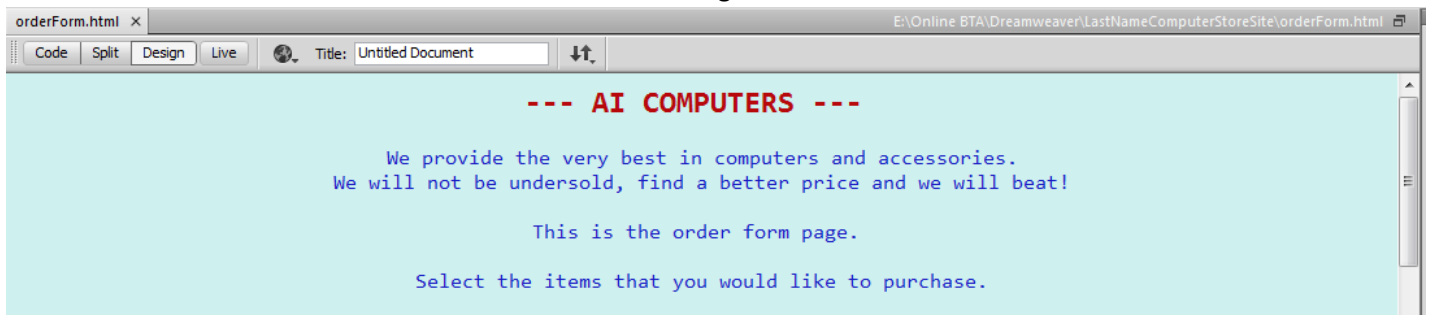 orderForm.html ×
E:\Online BTA\Dreamweaver\LastNameComputerStoreSite\orderForm.html
Code Split Design Live Title: Untitled Document
--- AI COMPUTERS ---
We provide the very best in computers and accessories.
We will not be undersold, find a better price and we will beat!
This is the order form page.
Select the items that you would like to purchase.